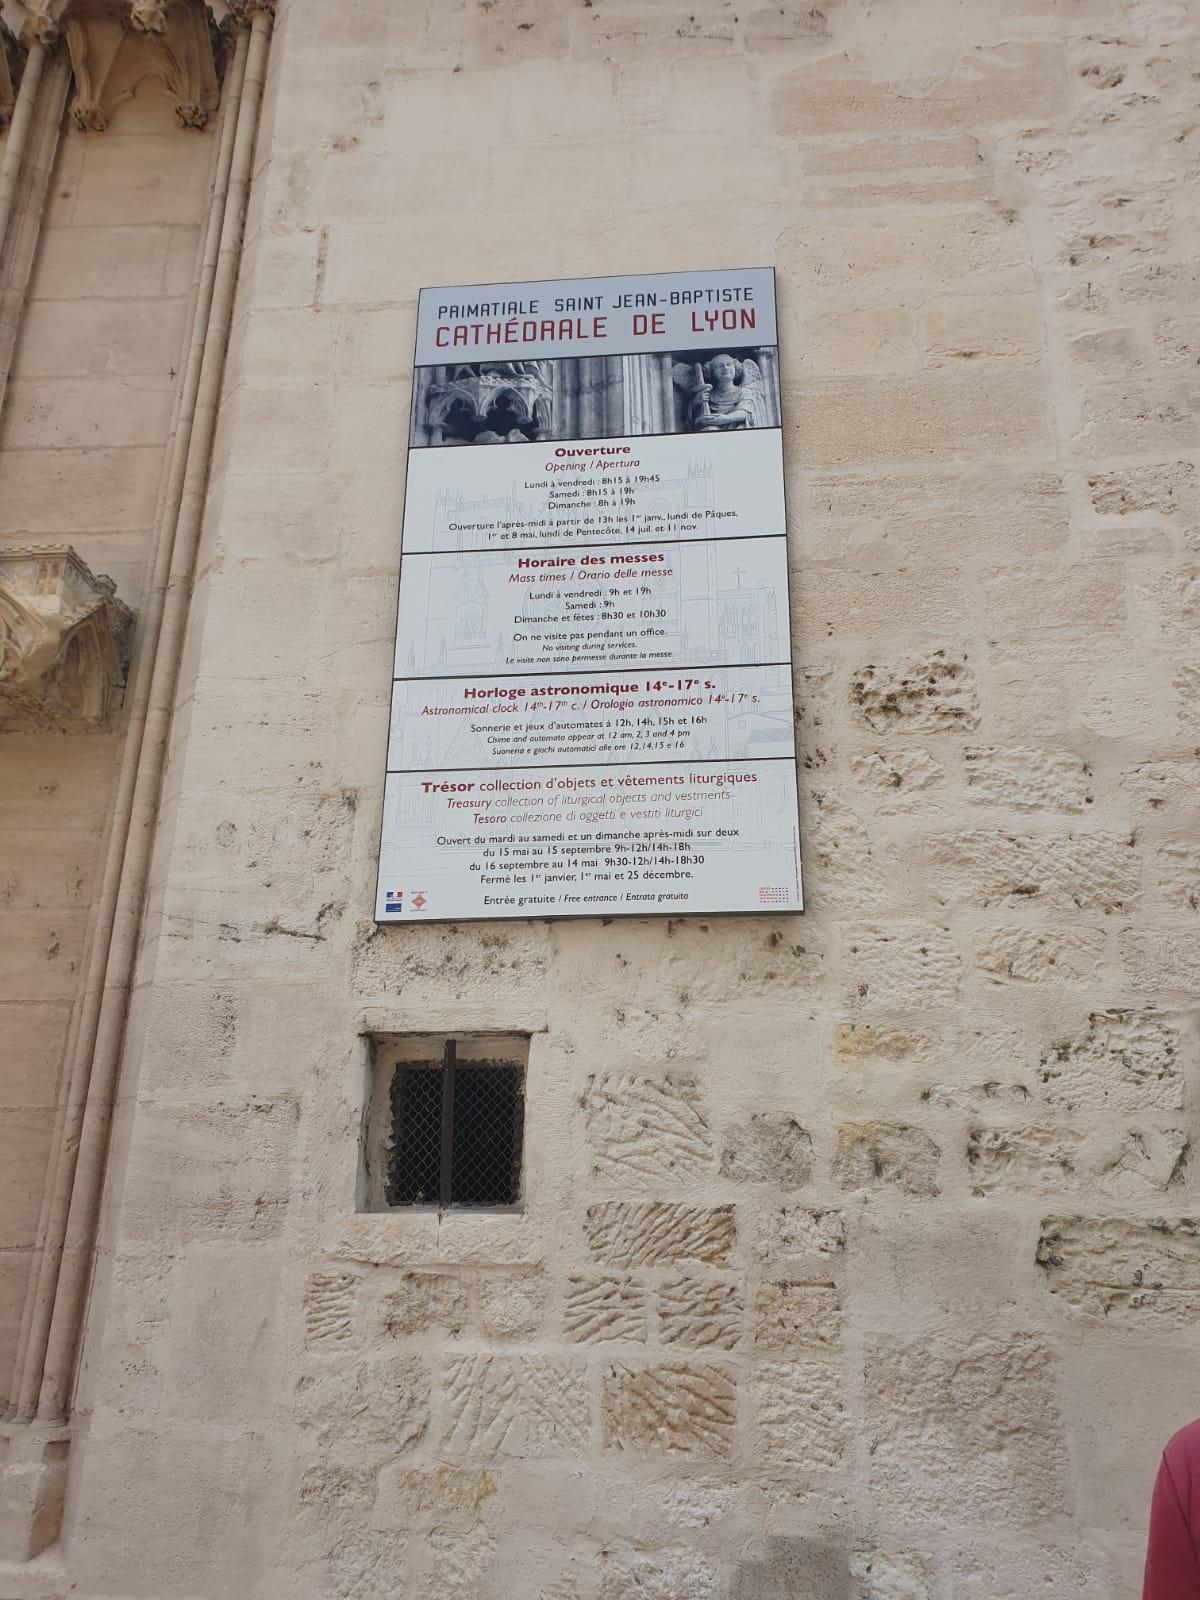 PRIMATIALE SAINT JEAN-BAPTISTE
CATHÉDRALE DE LYON
Ouverture
Opening / Apertura
Lundi à vendredi : 8h15 à 19h45
Samedi : 8h15 à 19h
Dimanche : 8h à 19h
Ouverture l'après-midi à partir de 13h les 1er janv., lundi de Pâques,
1er et 8 mai, lundi de Pentecôte, 14 juil. et 11 nov.
Horaire des messes
Mass times / Orario delle messe
Lundi à vendredi : 9h et 19h
Samedi : 9h
Dimanche et fêtes : 8h30 et 10h30
On ne visite pas pendant un office.
No visiting during services.
Le visite non sono permesse durante la messe.
Horloge astronomique 14e-17e s.
Astronomical clock 14th-17th c. / Orologio astronomico 14e-17e s.
Sonnerie et jeux d'automates à 12h, 14h, 15h et 16h
Chime and automata appear at 12 am, 2, 3 and 4 pm
Suoneria e giochi automatici alle ore 12,14,15 e 16
Trésor collection d'objets et vêtements liturgiques
Treasury collection of liturgical objects and vestments
Tesoro collezione di oggetti e vestiti liturgici
Ouvert du mardi au samedi et un dimanche après-midi sur deux
du 15 mai au 15 septembre 9h-12h/14h-18h
du 16 septembre au 14 mai 9h30-12h/14h-18h30
Fermé les 1er janvier, 1er mai et 25 décembre.
Entrée gratuite / Free entrance / Entrata gratuita